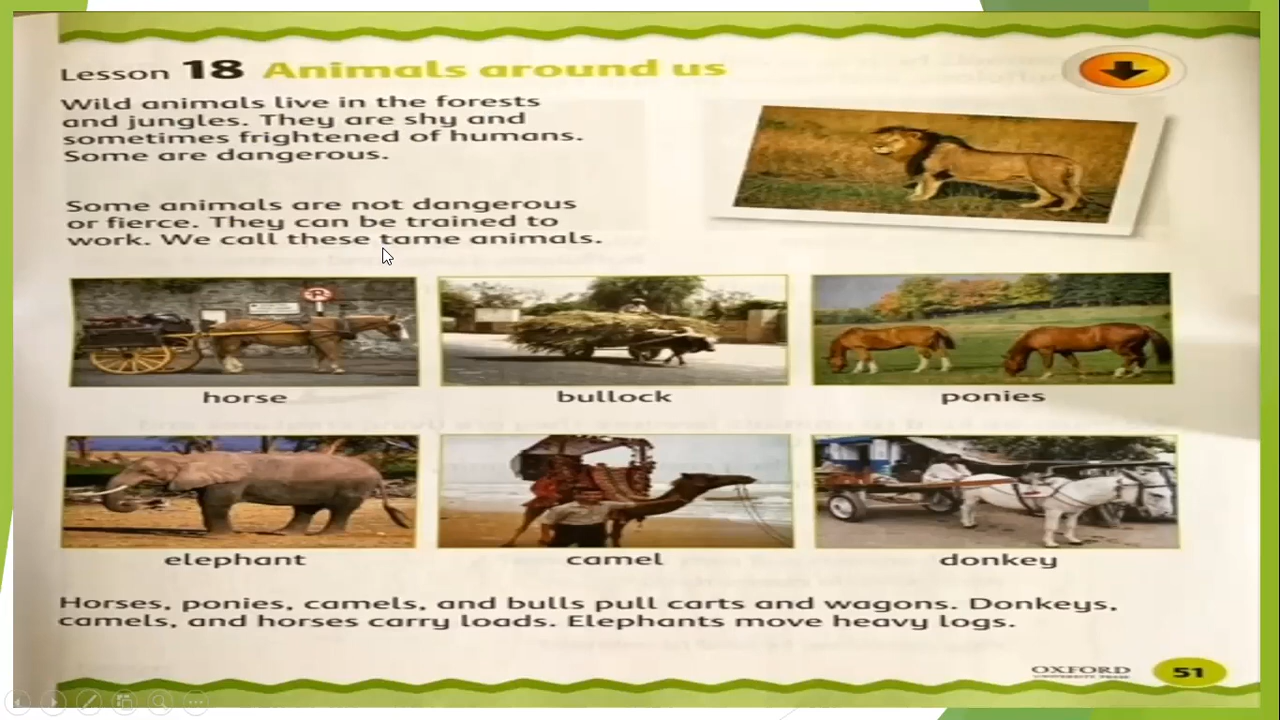 Lesson 18 Animals around us
Wild animals live in the forests
and jungles. They are shy and
sometimes frightened of humans.
Some are dangerous.
Some animals are not dangerous
or fierce. They can be trained to
work. We call these tame animals.
horse
bullock
ponies
elephant
camel
donkey
Horses, ponies, camels, and bulls pull carts and wagons. Donkeys,
camels, and horses carry loads. Elephants move heavy logs.
OXFORD
UNIVERSITY PRESS
51